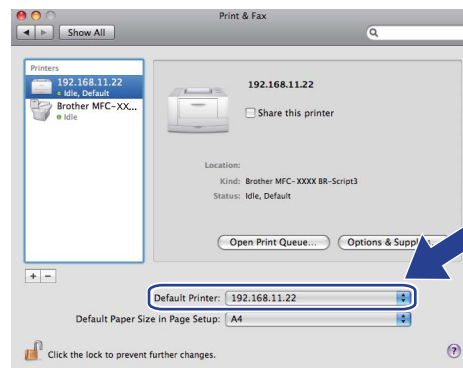 Print & Fax
Show All
Printers
192.168.11.22
Idle, Default
Brother MFC-XX...
Idle
192.168.11.22
Share this printer
Location:
Kind: Brother MFC-XXXX BR-Script3
Status: Idle, Default
Open Print Queue... Options &
+ -
Default Printer: 192.168.11.22
Default Paper Size in Page Setup: A4
Click the lock to prevent further changes. ?